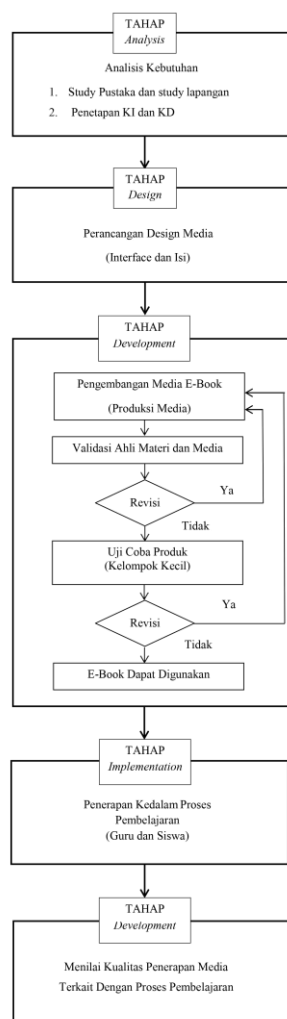 TAHAP
Analysis
Analisis Kebutuhan
1. Study Pustaka dan study lapangan
2. Penetapan KI dan KD
TAHAP
Design
Perancangan Design Media
(Interface dan Isi)
TAHAP
Development
Pengembangan Media E-Book
(Produksi Media)
Validasi Ahli Materi dan Media
Revisi
Ya
Tidak
Uji Coba Produk
(Kelompok Kecil)
Revisi
Ya
Tidak
E-Book Dapat Digunakan
TAHAP
Implementation
Penerapan Kedalam Proses
Pembelajaran
(Guru dan Siswa)
TAHAP
Development
Menilai Kualitas Penerapan Media
Terkait Dengan Proses Pembelajaran